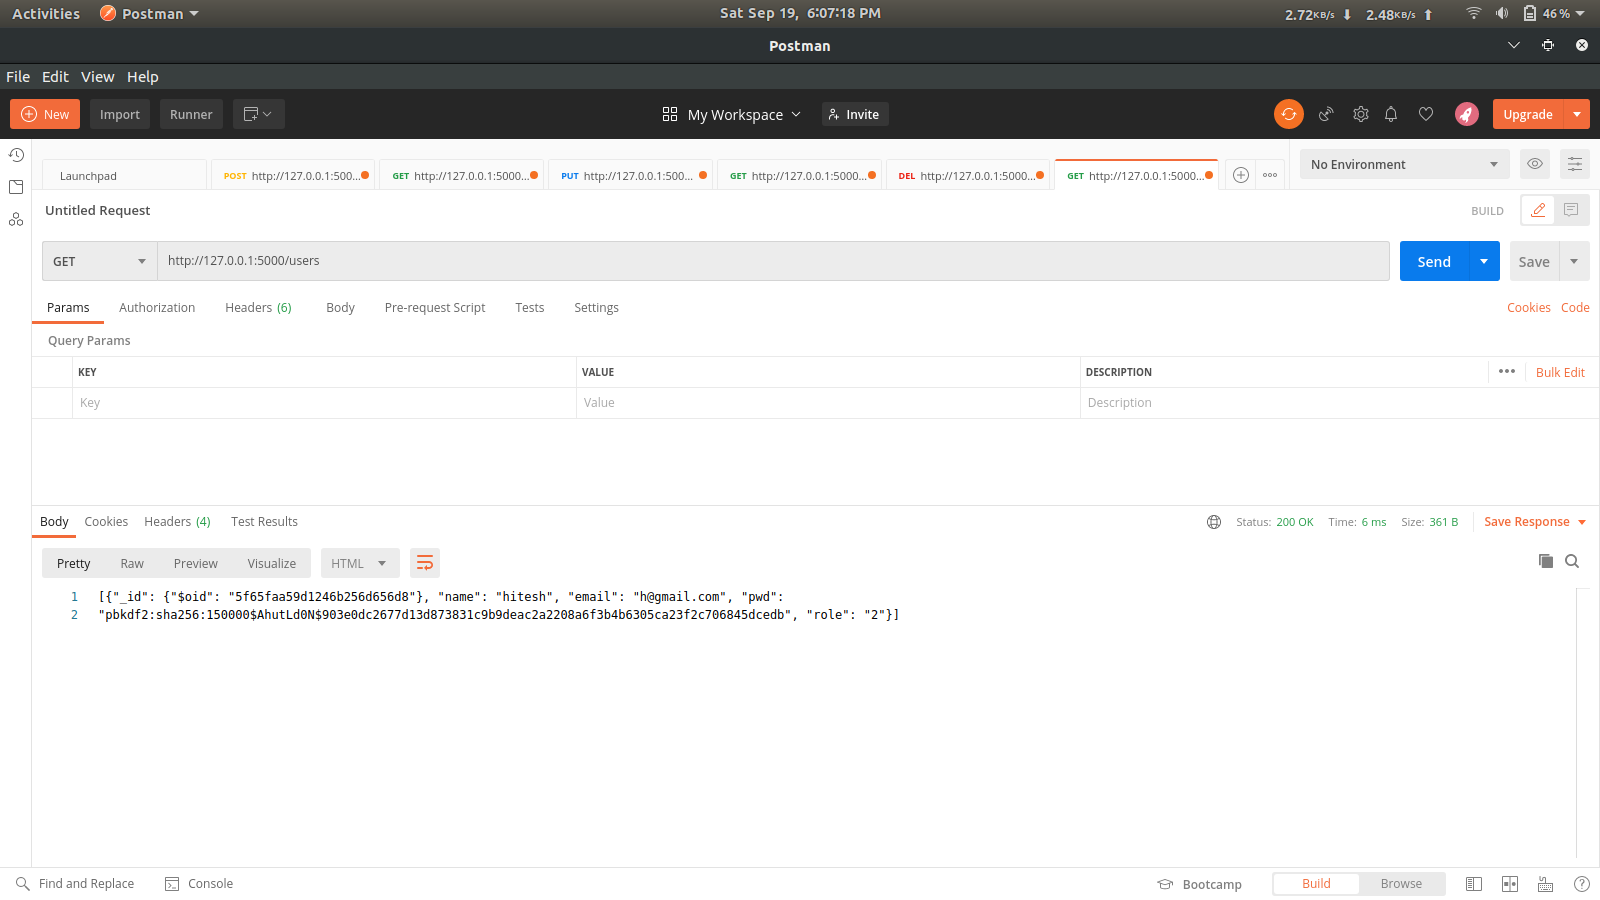 Activities Postman Sat Sep 19, 6:07:18 PM 2.72KB/s 2.48KB/s 46 %
Postman
File Edit View Help
New Import Runner My Workspace Invite Upgrade
Launchpad POST http://127.0.0.1:500... GET http://127.0.0.1:5000... PUT http://127.0.0.1:500... GET http://127.0.0.1:5000... DEL http://127.0.0.1:5000... GET http://127.0.0.1:5000... No Environment
Untitled Request BUILD
GET http://127.0.0.1:5000/users Send Save
Params Authorization Headers (6) Body Pre-request Script Tests Settings Cookies Code
Query Params
KEY VALUE DESCRIPTION Bulk Edit
Key Value Description
Body Cookies Headers (4) Test Results Status: 200 OK Time: 6 ms Size: 361 B Save Response
Pretty Raw Preview Visualize HTML
1 [{"_id": {"$oid": "5f65faa59d1246b256d656d8"}, "name": "hitesh", "email": "h@gmail.com", "pwd":
2 "pbkdf2:sha256:150000$AhutLd0N$903e0dc2677d13d873831c9b9deac2a2208a6f3b4b6305ca23f2c706845dcedb", "role": "2"}]
Find and Replace Console Bootcamp Build Browse